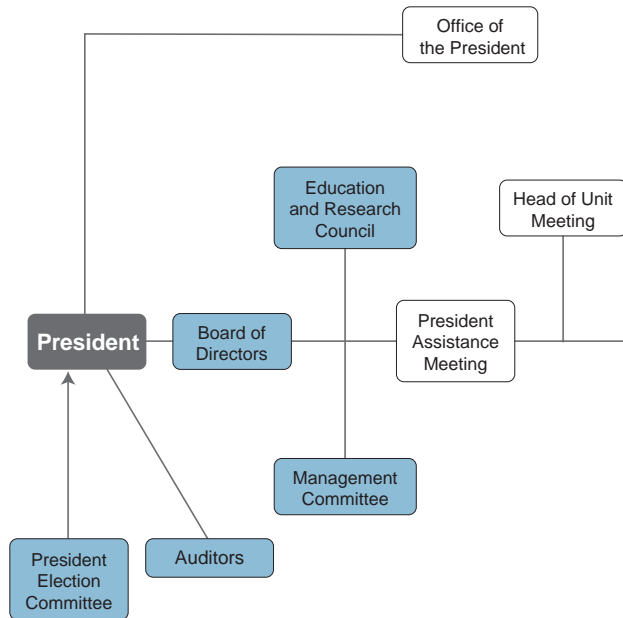 Office of
the President
Education
and Research
Council
Head of Unit
Meeting
President
Board of
Directors
President
Assistance
Meeting
Management
Committee
President
Election
Committee
Auditors